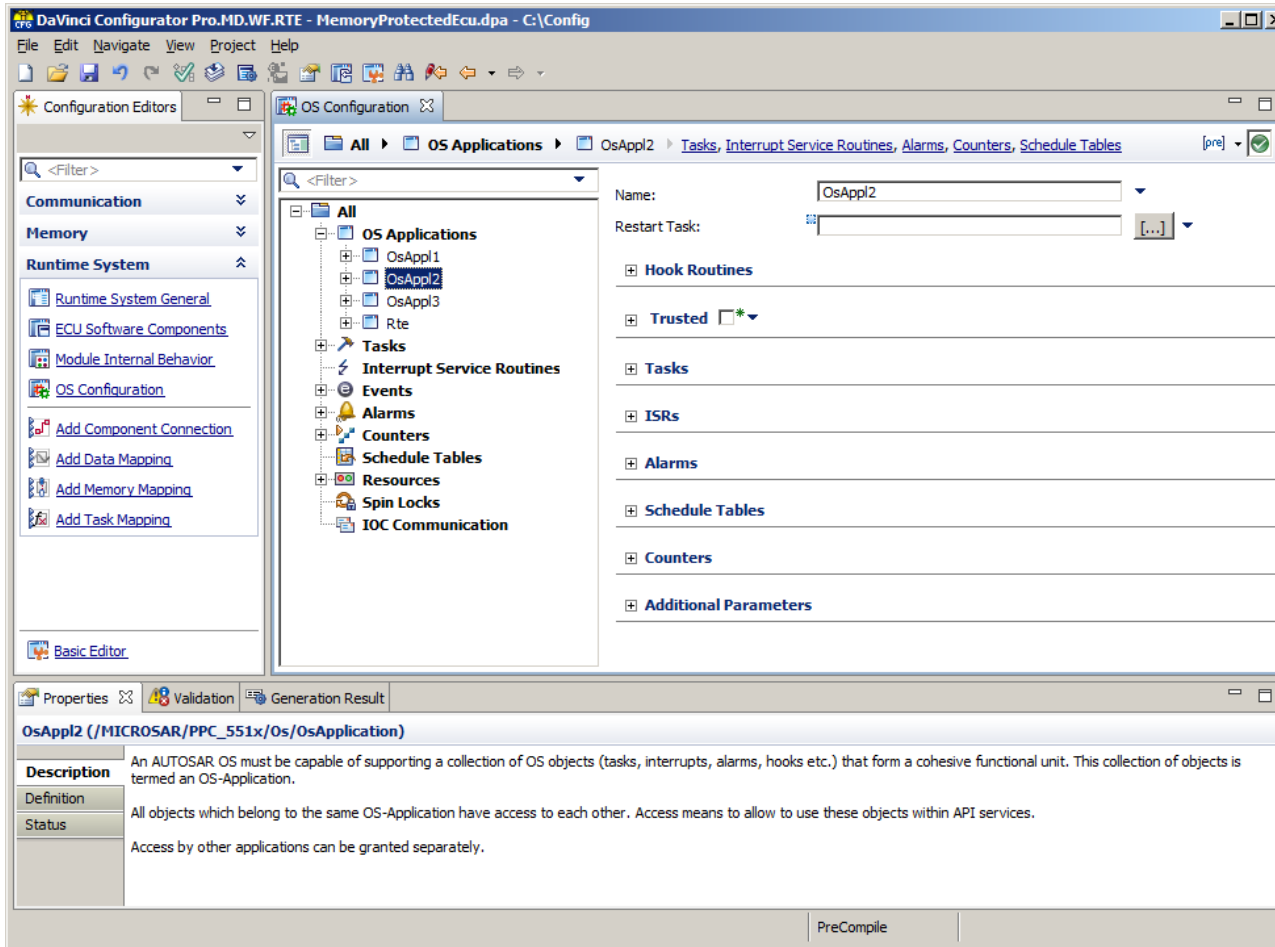 DaVinci Configurator Pro.MD.WF.RTE - MemoryProtectedEcu.dpa - C:\Config
File Edit Navigate View Project Help
Configuration Editors
<Filter>
Communication
Memory
Runtime System
Runtime System General
ECU Software Components
Module Internal Behavior
OS Configuration
Add Component Connection
Add Data Mapping
Add Memory Mapping
Add Task Mapping
Basic Editor
OS Configuration
All OS Applications OsAppl2 Tasks, Interrupt Service Routines, Alarms, Counters, Schedule Tables [pre]
<Filter>
All
OS Applications
OsAppl1
OsAppl2
OsAppl3
Rte
Tasks
Interrupt Service Routines
Events
Alarms
Counters
Schedule Tables
Resources
Spin Locks
IOC Communication
Name: OsAppl2
Restart Task: [...]
Hook Routines
Trusted *
Tasks
ISRs
Alarms
Schedule Tables
Counters
Additional Parameters
Properties Validation Generation Result
OsAppl2 (/MICROSAR/PPC_551x/Os/OsApplication)
Description
Definition
Status
An AUTOSAR OS must be capable of supporting a collection of OS objects (tasks, interrupts, alarms, hooks etc.) that form a cohesive functional unit. This collection of objects is
termed an OS-Application.
All objects which belong to the same OS-Application have access to each other. Access means to allow to use these objects within API services.
Access by other applications can be granted separately.
PreCompile